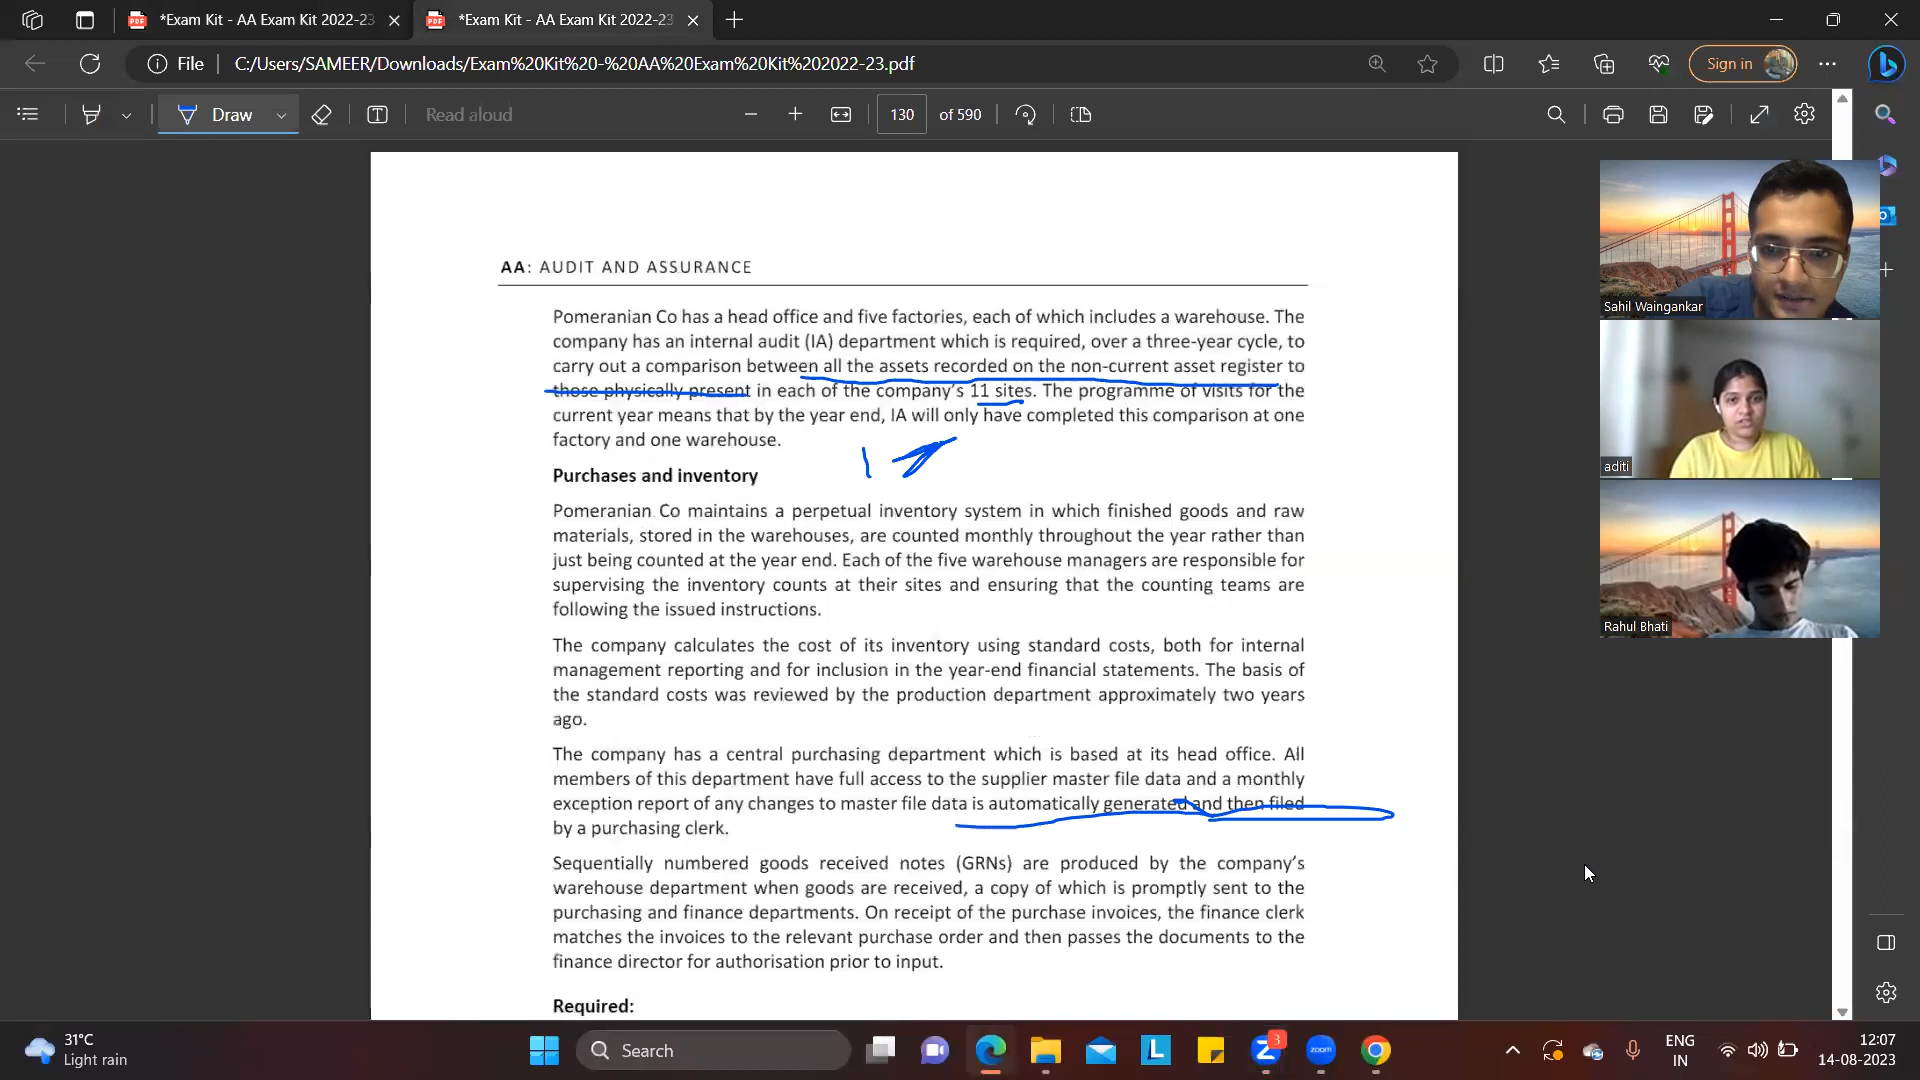 *Exam Kit - AA Exam Kit 2022-23
*Exam Kit - AA Exam Kit 2022-23
File
C:/Users/SAMEER/Downloads/Exam%20Kit%20-%20AA%20Exam%20Kit%202022-23.pdf
Sign in
Draw
Read aloud
130
of 590
AA: AUDIT AND ASSURANCE
Pomeranian Co has a head office and five factories, each of which includes a warehouse. The
company has an internal audit (IA) department which is required, over a three-year cycle, to
carry out a comparison between all the assets recorded on the non-current asset register to
those physically present in each of the company's 11 sites. The programme of visits for the
current year means that by the year end, IA will only have completed this comparison at one
factory and one warehouse.
Purchases and inventory
Pomeranian Co maintains a perpetual inventory system in which finished goods and raw
materials, stored in the warehouses, are counted monthly throughout the year rather than
just being counted at the year end. Each of the five warehouse managers are responsible for
supervising the inventory counts at their sites and ensuring that the counting teams are
following the issued instructions.
The company calculates the cost of its inventory using standard costs, both for internal
management reporting and for inclusion in the year-end financial statements. The basis of
the standard costs was reviewed by the production department approximately two years
ago.
The company has a central purchasing department which is based at its head office. All
members of this department have full access to the supplier master file data and a monthly
exception report of any changes to master file data is automatically generated and then filed
by a purchasing clerk.
Sequentially numbered goods received notes (GRNs) are produced by the company's
warehouse department when goods are received, a copy of which is promptly sent to the
purchasing and finance departments. On receipt of the purchase invoices, the finance clerk
matches the invoices to the relevant purchase order and then passes the documents to the
finance director for authorisation prior to input.
Required:
Sahil Waingankar
aditi
Rahul Bhati
31°C
Light rain
Search
3
zoom
ENG
IN
12:07
14-08-2023